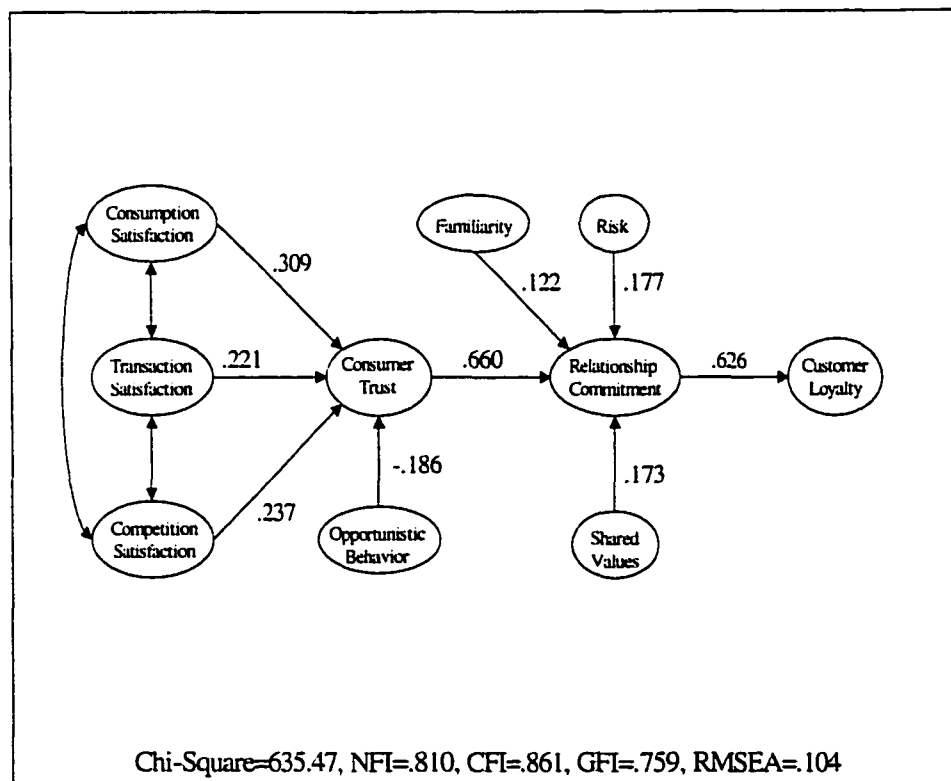 Consumption
Satisfaction
Familiarity
Risk
.309
.122
.177
Transaction
Satisfaction
.221
Consumer
Trust
.660
Relationship
Commitment
.626
Customer
Loyalty
-.186
.173
.237
Competition
Satisfaction
Opportunistic
Behavior
Shared
Values
Chi-Square=635.47, NFI=.810, CFI=.861, GFI=.759, RMSEA=.104